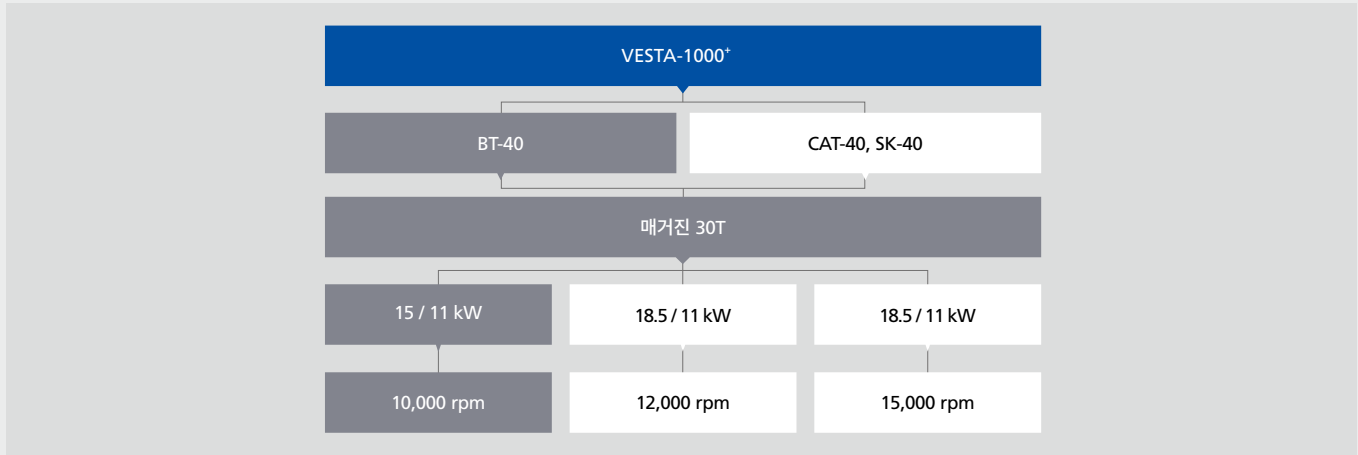 VESTA-1000⁺
BT-40
CAT-40, SK-40
매거진 30T
15 / 11 kW
18.5 / 11 kW
18.5 / 11 kW
10,000 rpm
12,000 rpm
15,000 rpm